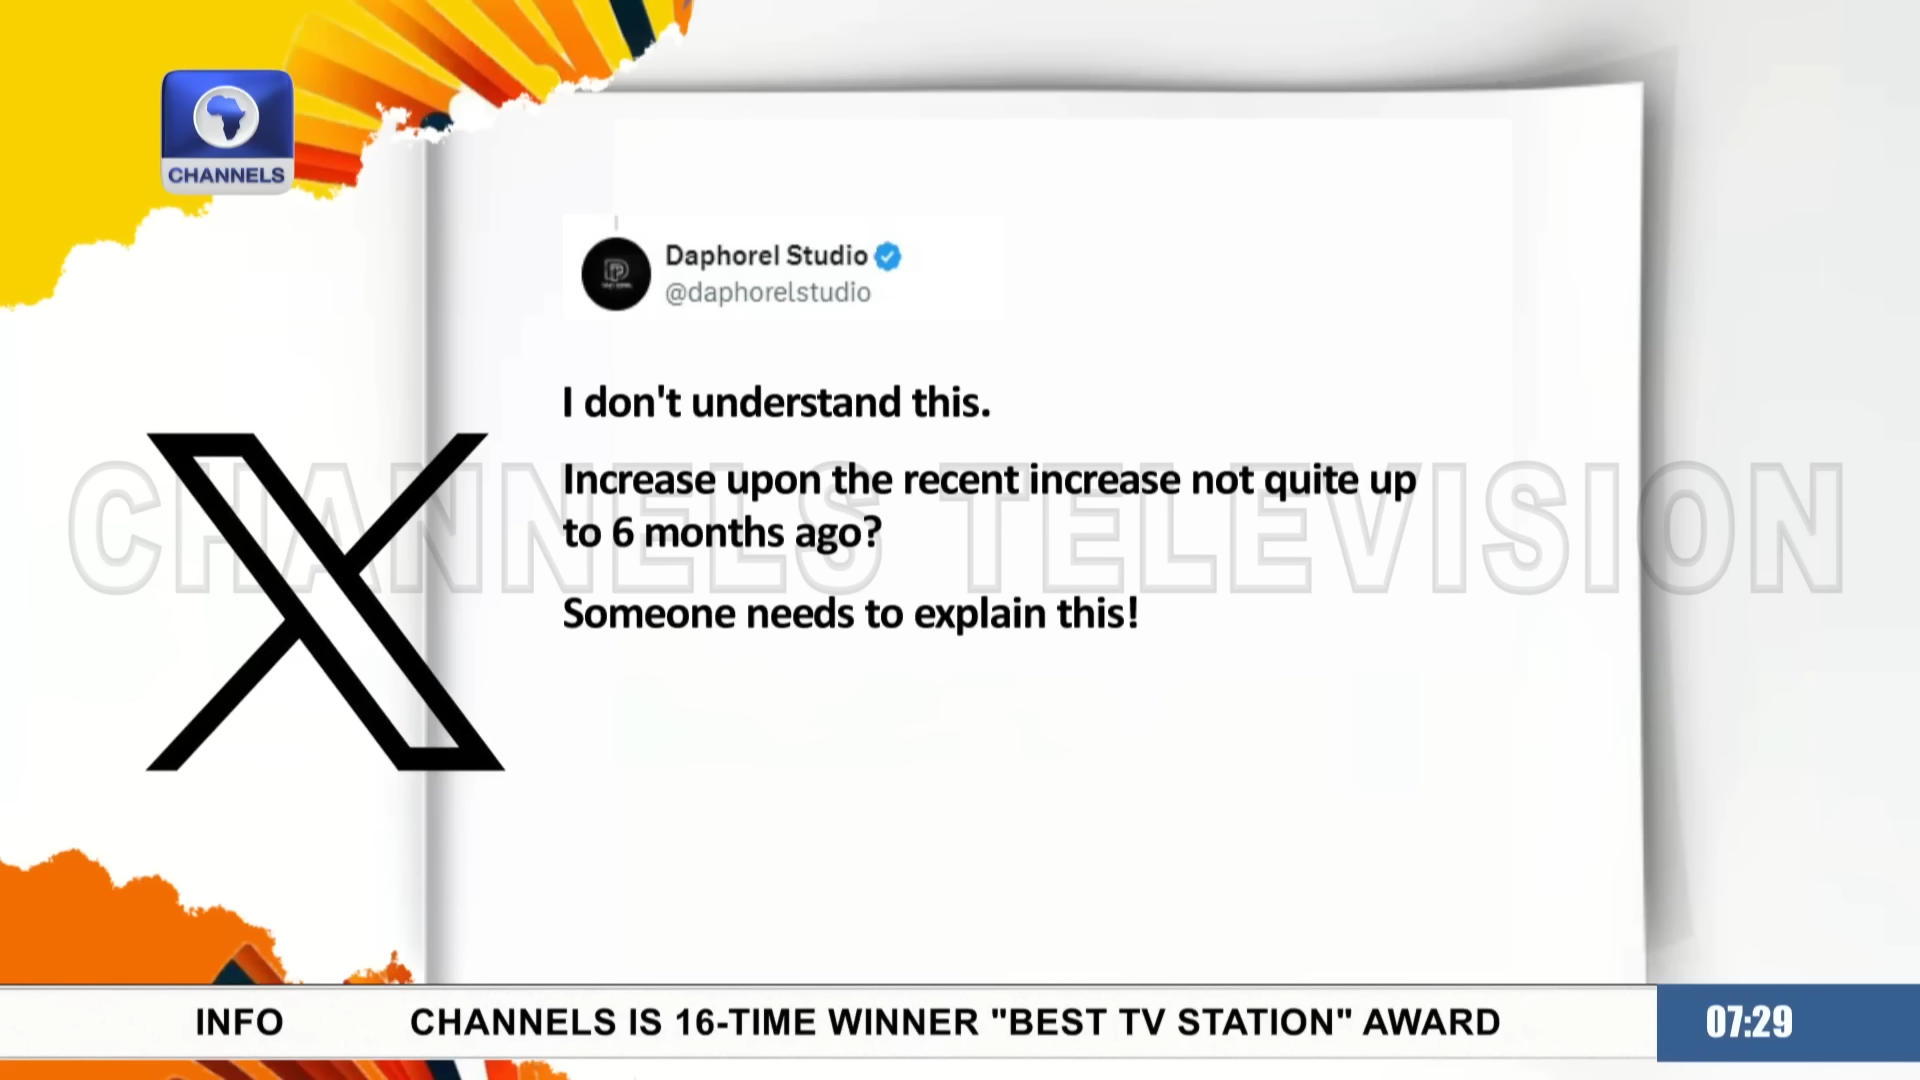 CHANNELS
Daphorel Studio
@daphorelstudio
I don't understand this.
Increase upon the recent increase not quite up
to 6 months ago?
Someone needs to explain this!
CHANNELS TELEVISION
INFO
CHANNELS IS 16-TIME WINNER "BEST TV STATION" AWARD
07:29